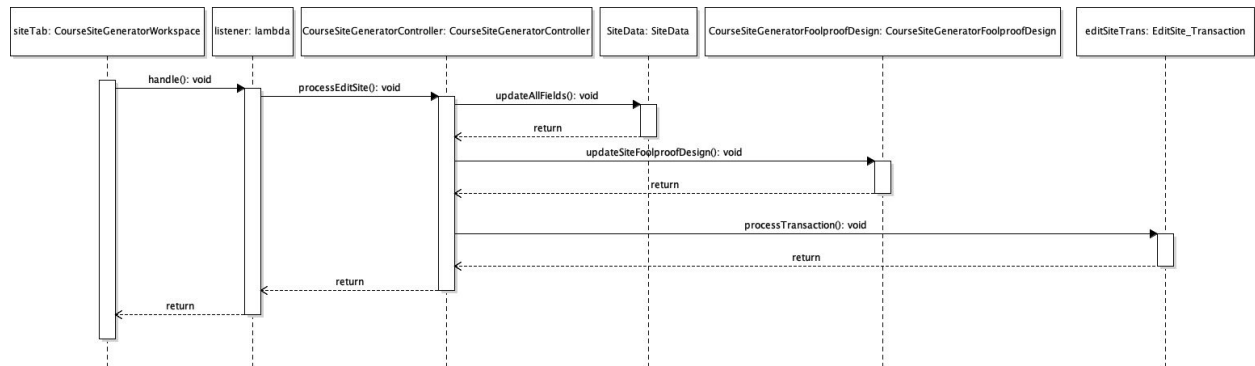 siteTab: CourseSiteGeneratorWorkspace
listener: lambda
CourseSiteGeneratorController: CourseSiteGeneratorController
SiteData: SiteData
CourseSiteGeneratorFoolproofDesign: CourseSiteGeneratorFoolproofDesign
editSiteTrans: EditSite_Transaction
handle(): void
processEditSite(): void
updateAllFields(): void
return
updateSiteFoolproofDesign(): void
return
processTransaction(): void
return
return
return